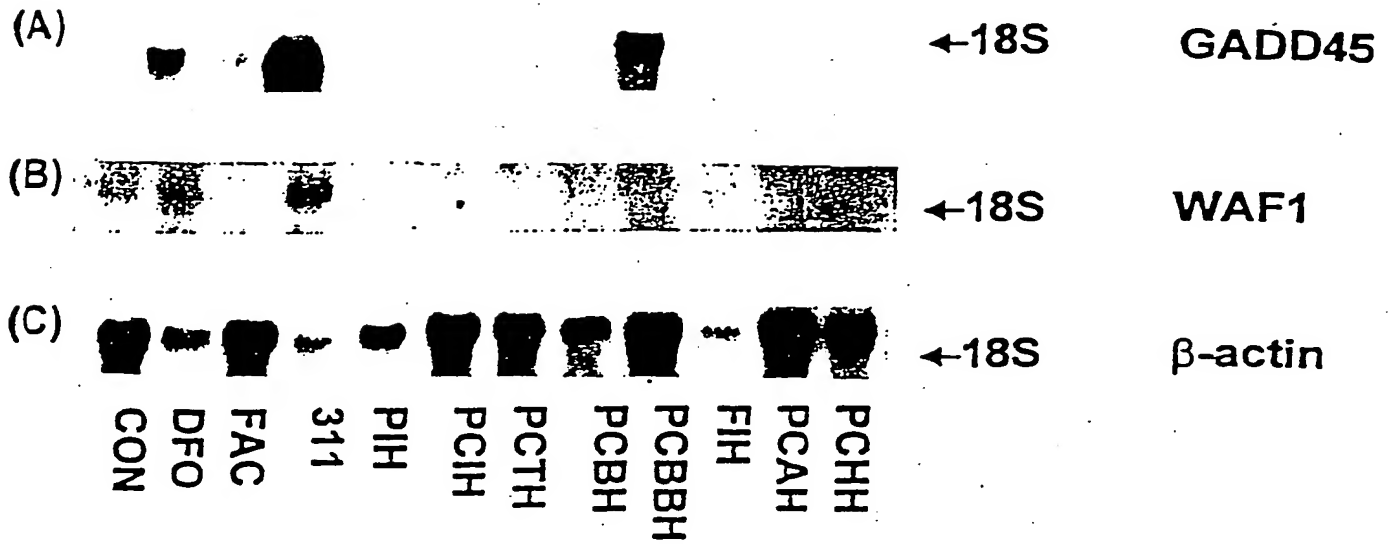 (A) ←18S GADD45
(B) ←18S WAF1
(C) ←18S β-actin
CON DFO FAC 311 PIH PCIH PCTH PCBH PCBBH FIH PCAH PCHH